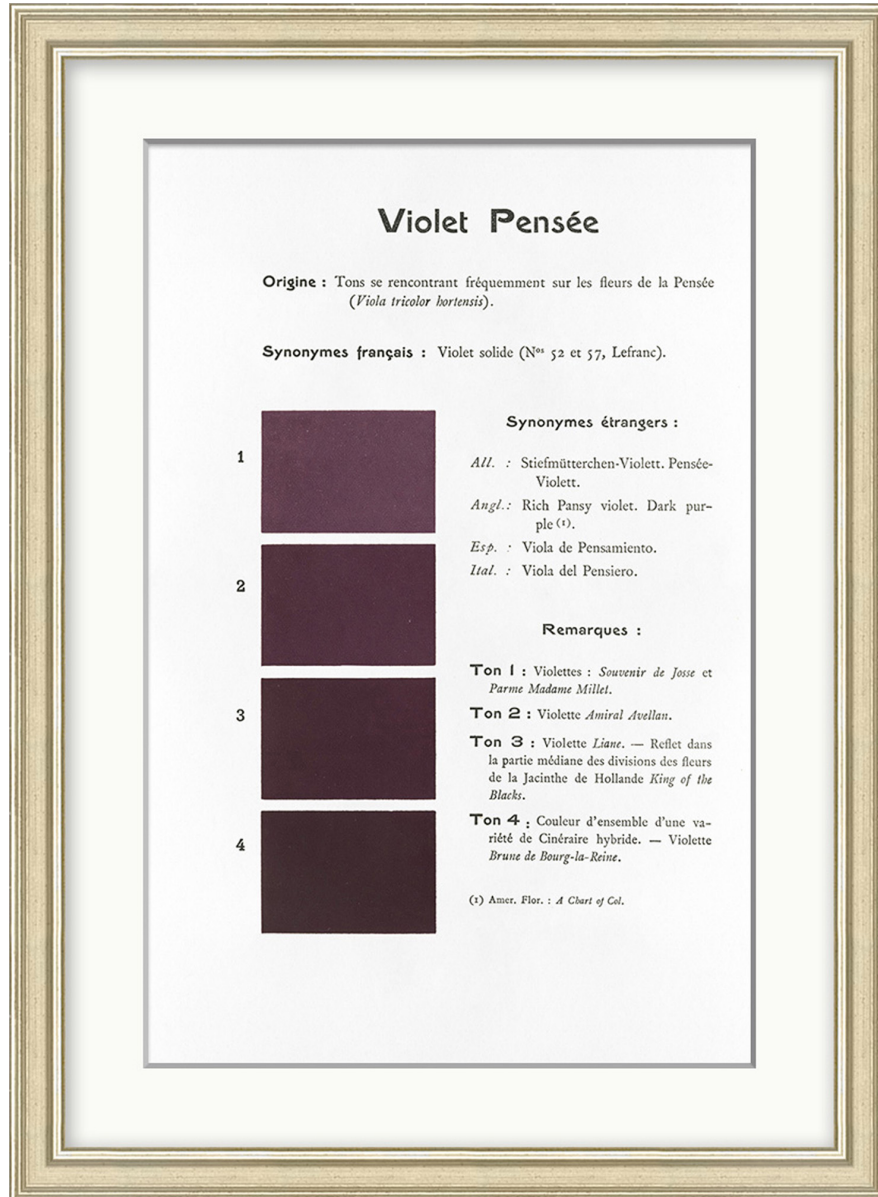 Violet Pensée
Origine : Tons se rencontrant fréquemment sur les fleurs de la Pensée
(Viola tricolor hortensis).
Synonymes français : Violet solide (Nos 52 et 57, Lefranc).
1
2
3
4
Synonymes étrangers :
All. : Stiefmütterchen-Violett. Pensée-
Violett.
Angl. : Rich Pansy violet. Dark pur-
ple (1).
Esp. : Viola de Pensamiento.
Ital. : Viola del Pensiero.
Remarques :
Ton 1 : Violettes : Souvenir de Josse et
Parme Madame Millet.
Ton 2 : Violette Amiral Avellan.
Ton 3 : Violette Liane. — Reflet dans
la partie médiane des divisions des fleurs
de la Jacinthe de Hollande King of the
Blacks.
Ton 4 : Couleur d'ensemble d'une va-
riété de Cinéraire hybride. — Violette
Brune de Bourg-la-Reine.
(1) Amer. Flor. : A Chart of Col.